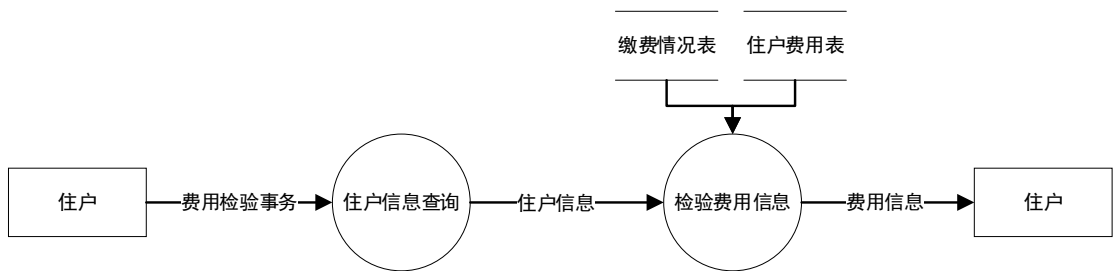 缴费情况表
住户费用表
住户
费用检验事务
住户信息查询
住户信息
检验费用信息
费用信息
住户